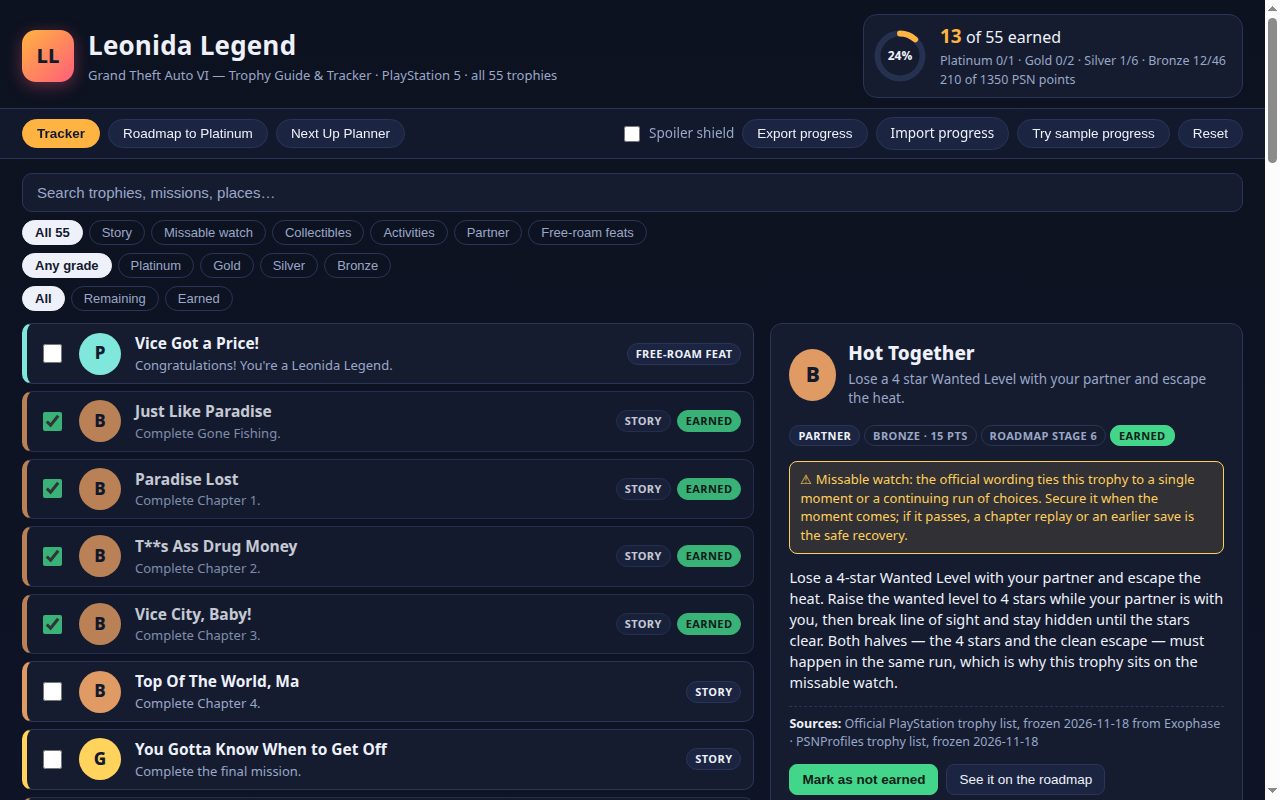 LL
Leonida Legend
Grand Theft Auto VI — Trophy Guide & Tracker · PlayStation 5 · all 55 trophies
24%
13 of 55 earned
Platinum 0/1 · Gold 0/2 · Silver 1/6 · Bronze 12/46
210 of 1350 PSN points
Tracker
Roadmap to Platinum
Next Up Planner
Spoiler shield
Export progress
Import progress
Try sample progress
Reset
Search trophies, missions, places…
All 55
Story
Missable watch
Collectibles
Activities
Partner
Free-roam feats
Any grade
Platinum
Gold
Silver
Bronze
All
Remaining
Earned
P
Vice Got a Price!
Congratulations! You're a Leonida Legend.
FREE-ROAM FEAT
B
Just Like Paradise
Complete Gone Fishing.
STORY
EARNED
B
Paradise Lost
Complete Chapter 1.
STORY
EARNED
B
T**s Ass Drug Money
Complete Chapter 2.
STORY
EARNED
B
Vice City, Baby!
Complete Chapter 3.
STORY
EARNED
B
Top Of The World, Ma
Complete Chapter 4.
STORY
G
You Gotta Know When to Get Off
Complete the final mission.
STORY
B
Hot Together
Lose a 4 star Wanted Level with your partner and escape
the heat.
PARTNER
BRONZE · 15 PTS
ROADMAP STAGE 6
EARNED
⚠ Missable watch: the official wording ties this trophy to a single
moment or a continuing run of choices. Secure it when the
moment comes; if it passes, a chapter replay or an earlier save is
the safe recovery.
Lose a 4-star Wanted Level with your partner and escape the
heat. Raise the wanted level to 4 stars while your partner is with
you, then break line of sight and stay hidden until the stars
clear. Both halves — the 4 stars and the clean escape — must
happen in the same run, which is why this trophy sits on the
missable watch.
Sources: Official PlayStation trophy list, frozen 2026-11-18 from Exophase
· PSNProfiles trophy list, frozen 2026-11-18
Mark as not earned
See it on the roadmap